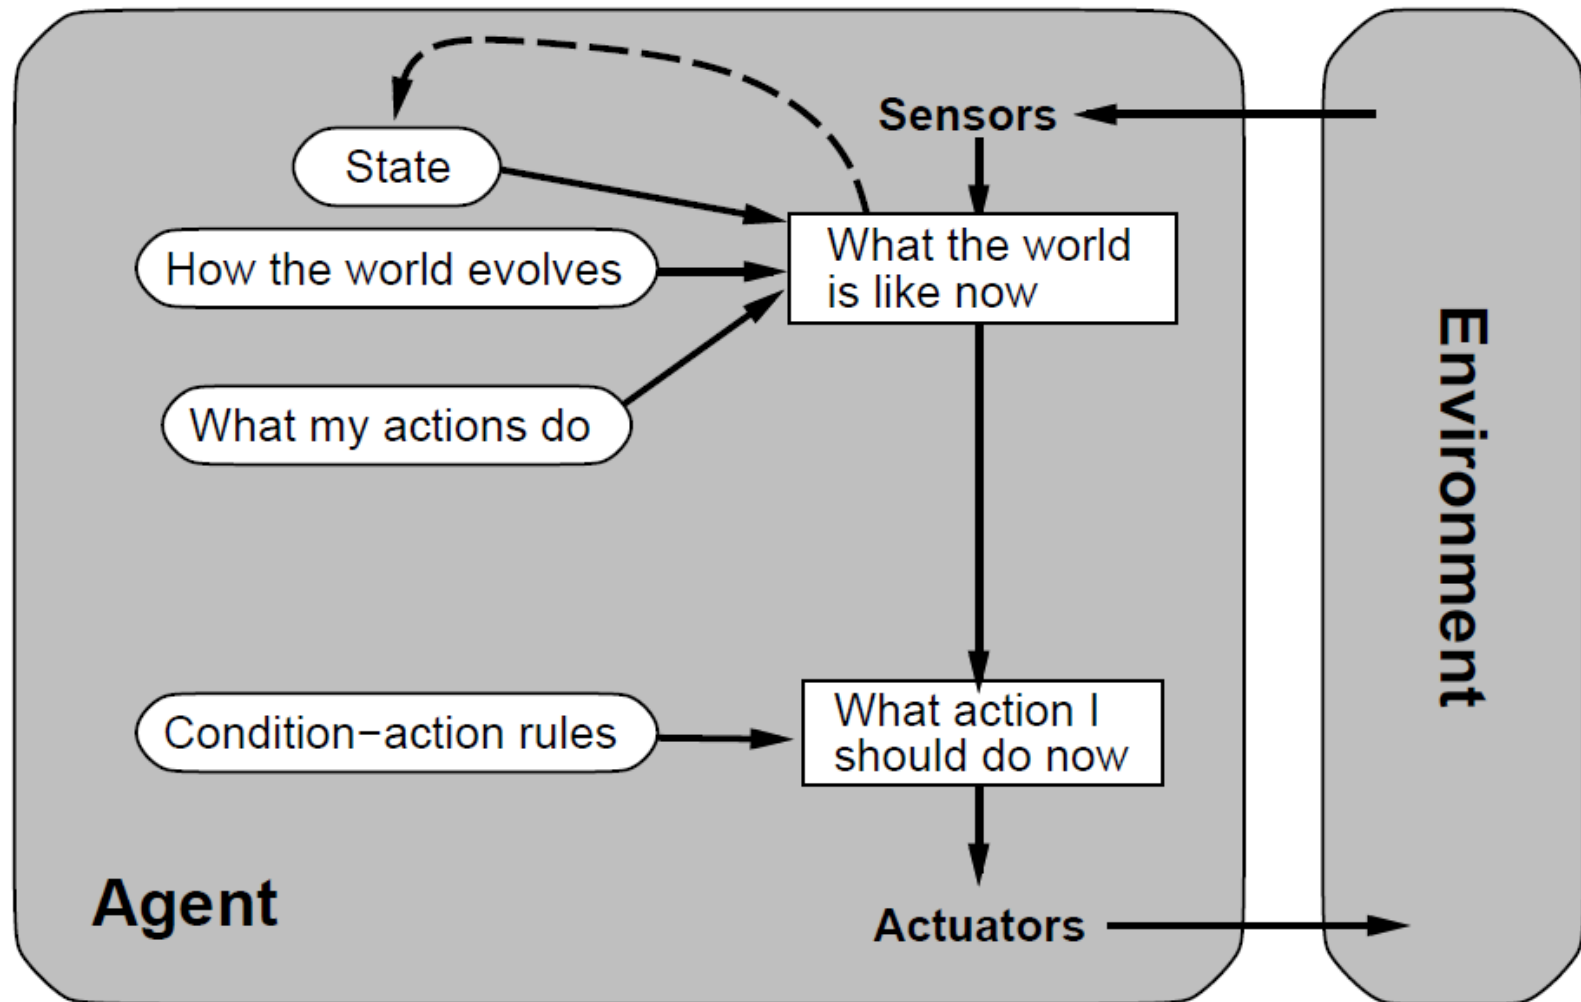 Sensors
State
What the world
is like now
How the world evolves
What my actions do
Environment
Condition−action rules
What action I
should do now
Agent
Actuators